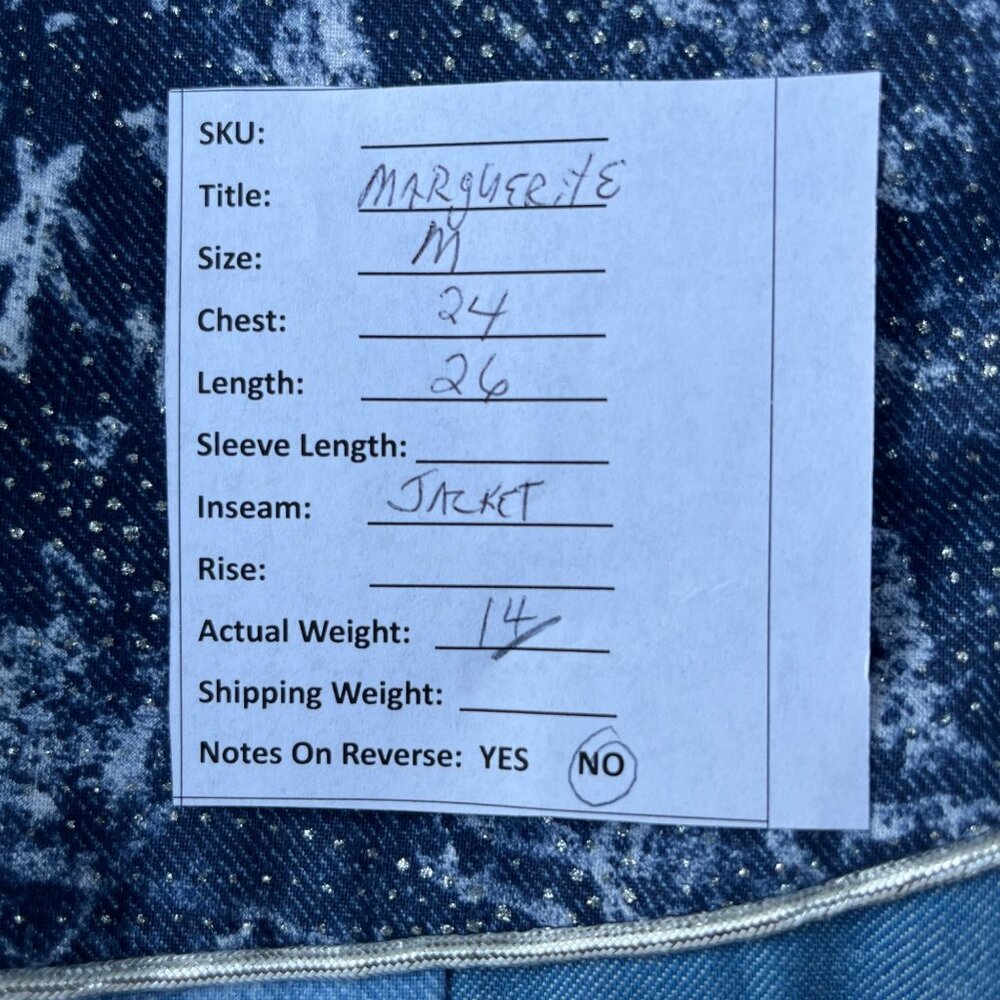 SKU:
Title: MARGUERITE
Size: M
Chest: 24
Length: 26
Sleeve Length:
Inseam: JACKET
Rise:
Actual Weight: 14
Shipping Weight:
Notes On Reverse: YES NO